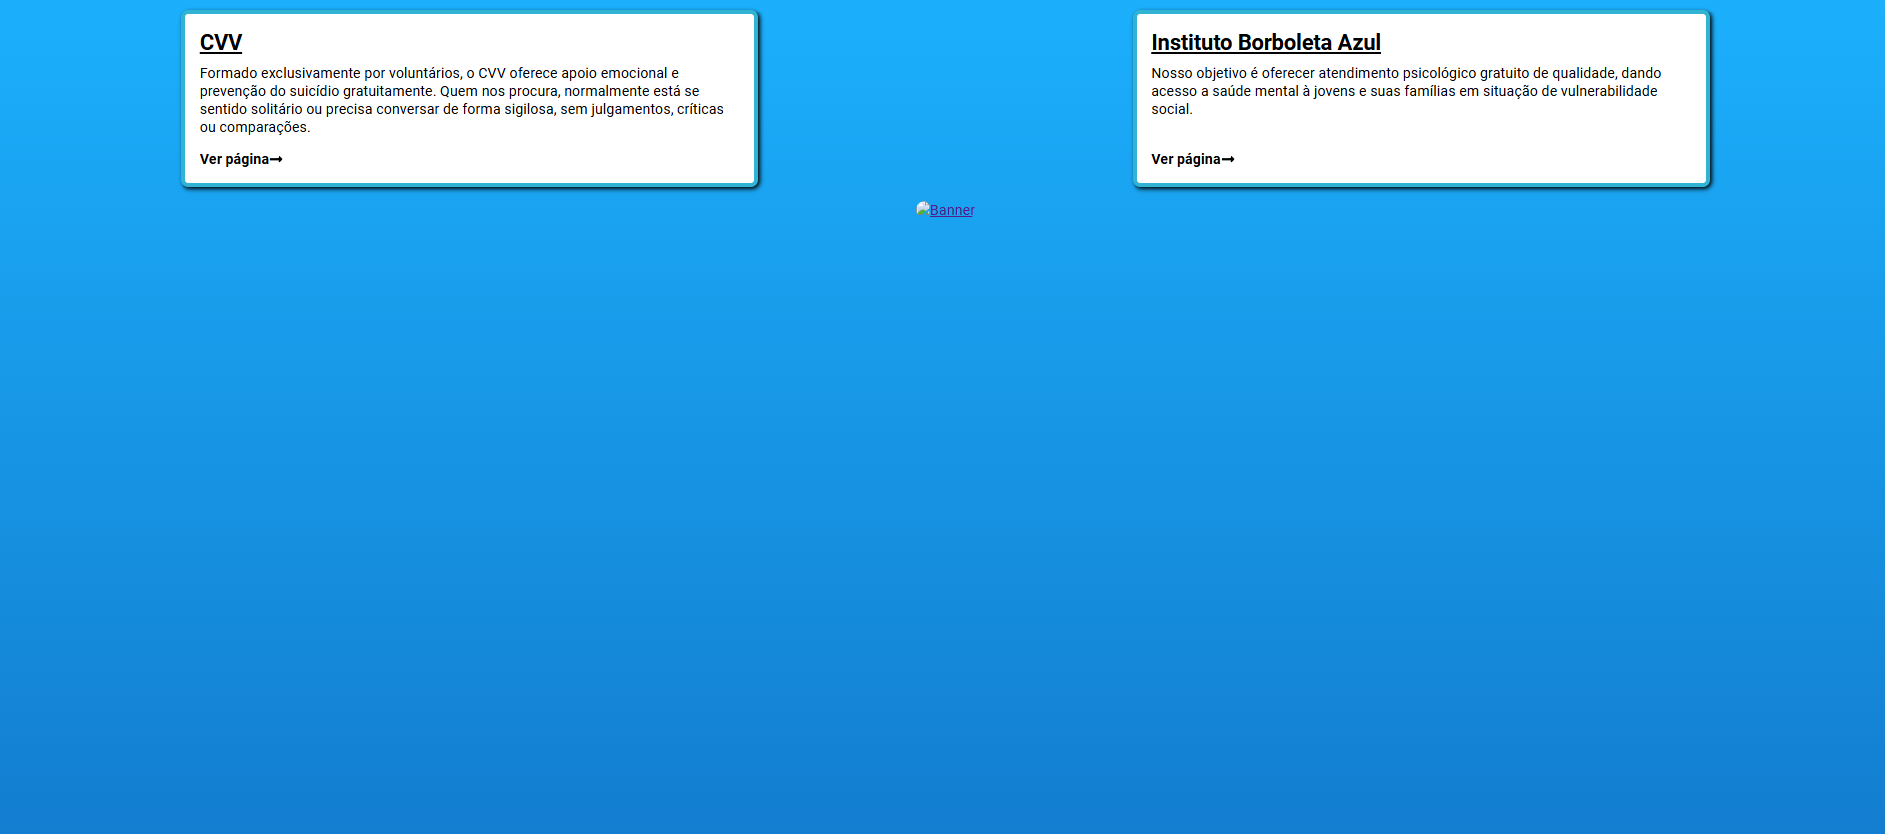 CVV
Formado exclusivamente por voluntários, o CVV oferece apoio emocional e
prevenção do suicídio gratuitamente. Quem nos procura, normalmente está se
sentido solitário ou precisa conversar de forma sigilosa, sem julgamentos, críticas
ou comparações.
Ver página→
Instituto Borboleta Azul
Nosso objetivo é oferecer atendimento psicológico gratuito de qualidade, dando
acesso a saúde mental à jovens e suas famílias em situação de vulnerabilidade
social.
Ver página→
Banner